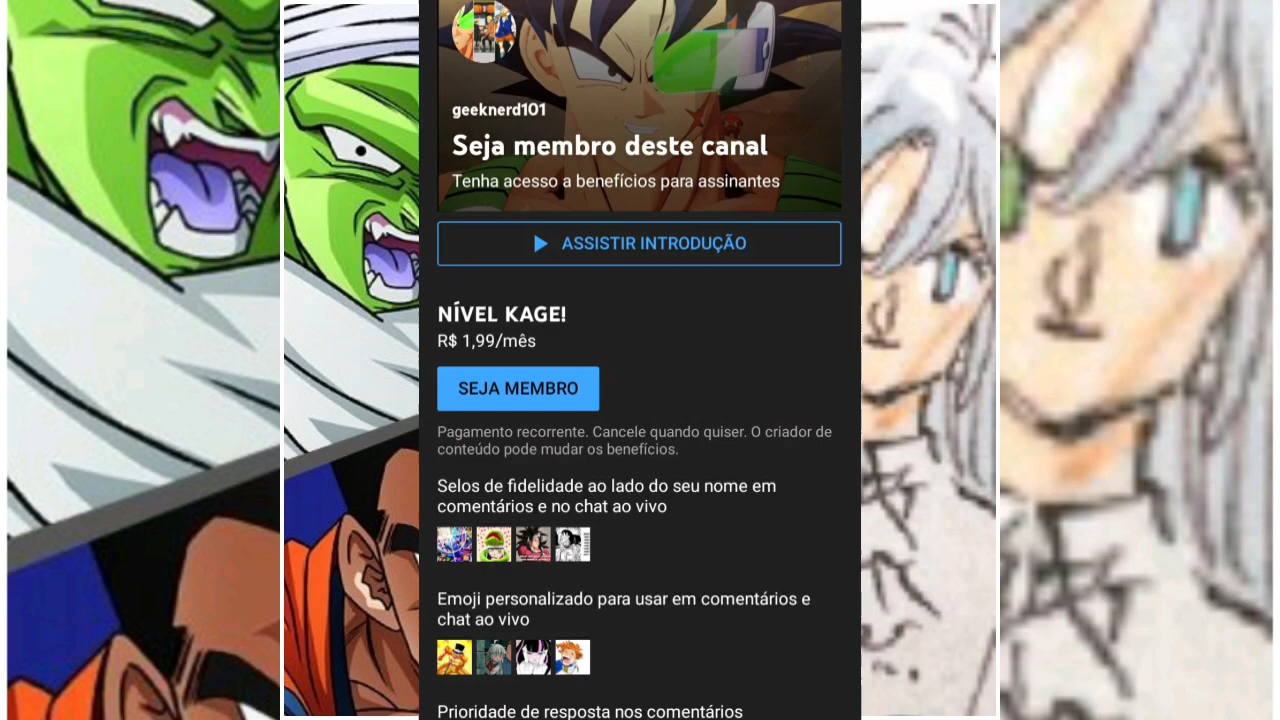 geeknerd101
Seja membro deste canal
Tenha acesso a benefícios para assinantes
ASSISTIR INTRODUÇÃO
NÍVEL KAGE!
R$ 1,99/mês
SEJA MEMBRO
Pagamento recorrente. Cancele quando quiser. O criador de
conteúdo pode mudar os benefícios.
Selos de fidelidade ao lado do seu nome em
comentários e no chat ao vivo
Emoji personalizado para usar em comentários e
chat ao vivo
Prioridade de resposta nos comentários